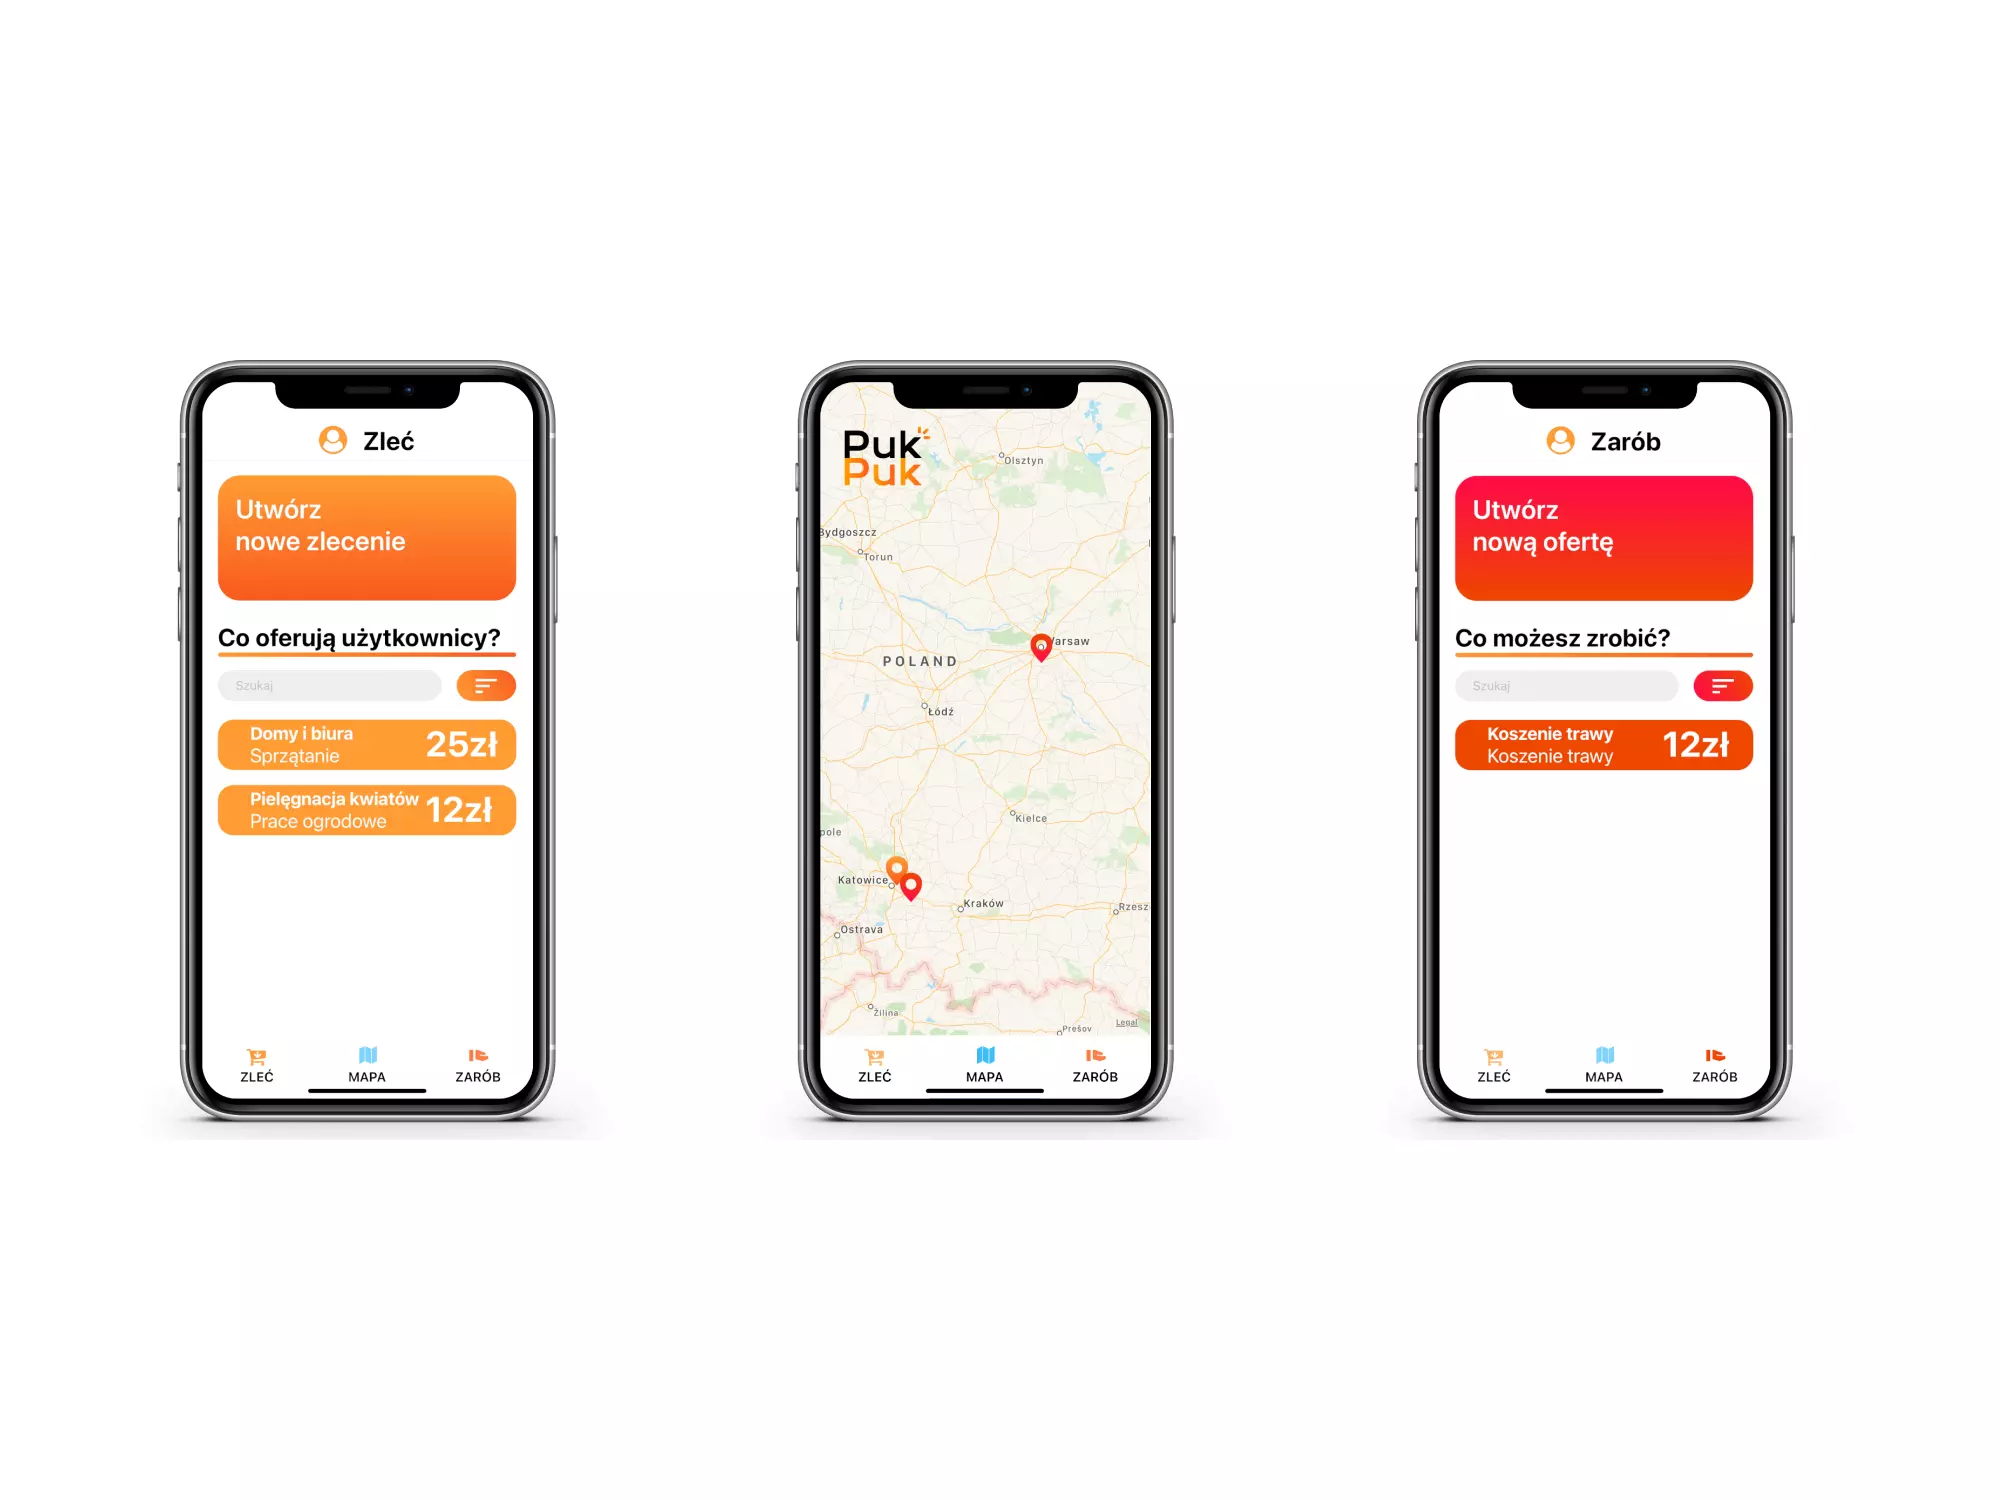 Zleć
Utwórz
nowe zlecenie
Co oferują użytkownicy?
Szukaj
Domy i biura
Sprzątanie
25zł
Pielęgnacja kwiatów
Prace ogrodowe
12zł
ZLEĆ
MAPA
ZARÓB
Puk
Puk
Olsztyn
Bydgoszcz
Torun
Warsaw
POLAND
Łódź
Kielce
pole
Katowice
Kraków
Rzesz
Ostrava
Žilina
Prešov
Legal
ZLEĆ
MAPA
ZARÓB
Zarób
Utwórz
nową ofertę
Co możesz zrobić?
Szukaj
Koszenie trawy
Koszenie trawy
12zł
ZLEĆ
MAPA
ZARÓB